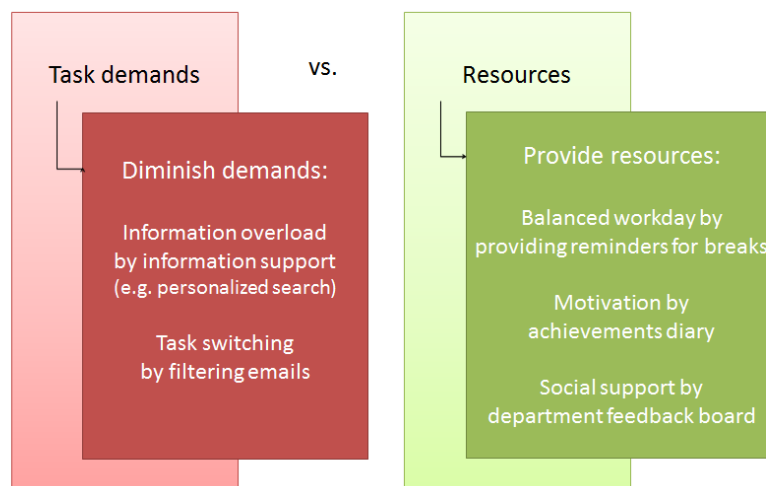 Task demands
vs.
Resources
Diminish demands:
Information overload
by information support
(e.g. personalized search)
Task switching
by filtering emails
Provide resources:
Balanced workday by
providing reminders for breaks
Motivation by
achievements diary
Social support by
department feedback board